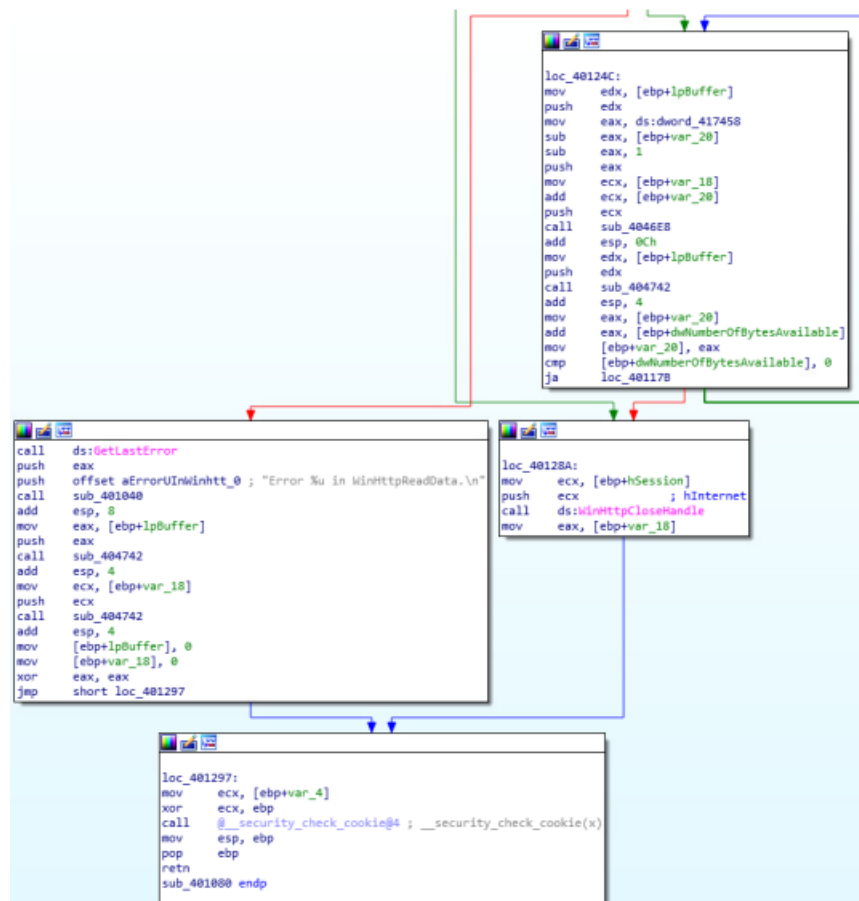 loc_40124C:
mov edx, [ebp+lpBuffer]
push edx
mov eax, ds:dword_417458
sub eax, [ebp+var_20]
sub eax, 1
push eax
mov ecx, [ebp+var_18]
add ecx, [ebp+var_20]
push ecx
call sub_4046E8
add esp, 0Ch
mov edx, [ebp+lpBuffer]
push edx
call sub_404742
add esp, 4
mov eax, [ebp+var_20]
add eax, [ebp+dwNumberOfBytesAvailable]
mov [ebp+var_20], eax
cmp [ebp+dwNumberOfBytesAvailable], 0
ja loc_40117B
call ds:GetLastError
push eax
push offset aErrorUInWinhtt_0 ; "Error %u in WinHttpReadData.\n"
call sub_401040
add esp, 8
mov eax, [ebp+lpBuffer]
push eax
call sub_404742
add esp, 4
mov ecx, [ebp+var_18]
push ecx
call sub_404742
add esp, 4
mov [ebp+lpBuffer], 0
mov [ebp+var_18], 0
xor eax, eax
jmp short loc_401297
loc_40128A:
mov ecx, [ebp+hSession]
push ecx ; hInternet
call ds:WinHttpCloseHandle
mov eax, [ebp+var_18]
loc_401297:
mov ecx, [ebp+var_4]
xor ecx, ebp
call @__security_check_cookie@4 ; __security_check_cookie(x)
mov esp, ebp
pop ebp
retn
sub_401080 endp